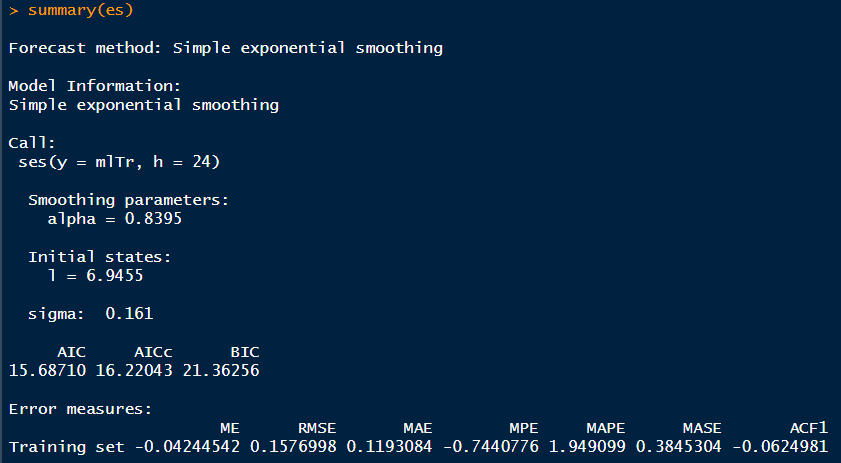 > summary(es)
Forecast method: Simple exponential smoothing
Model Information:
Simple exponential smoothing
Call:
ses(y = mlTr, h = 24)
Smoothing parameters:
alpha = 0.8395
Initial states:
l = 6.9455
sigma: 0.161
AIC AICc BIC
15.68710 16.22043 21.36256
Error measures:
ME RMSE MAE MPE MAPE MASE ACF1
Training set -0.04244542 0.1576998 0.1193084 -0.7440776 1.949099 0.3845304 -0.0624981